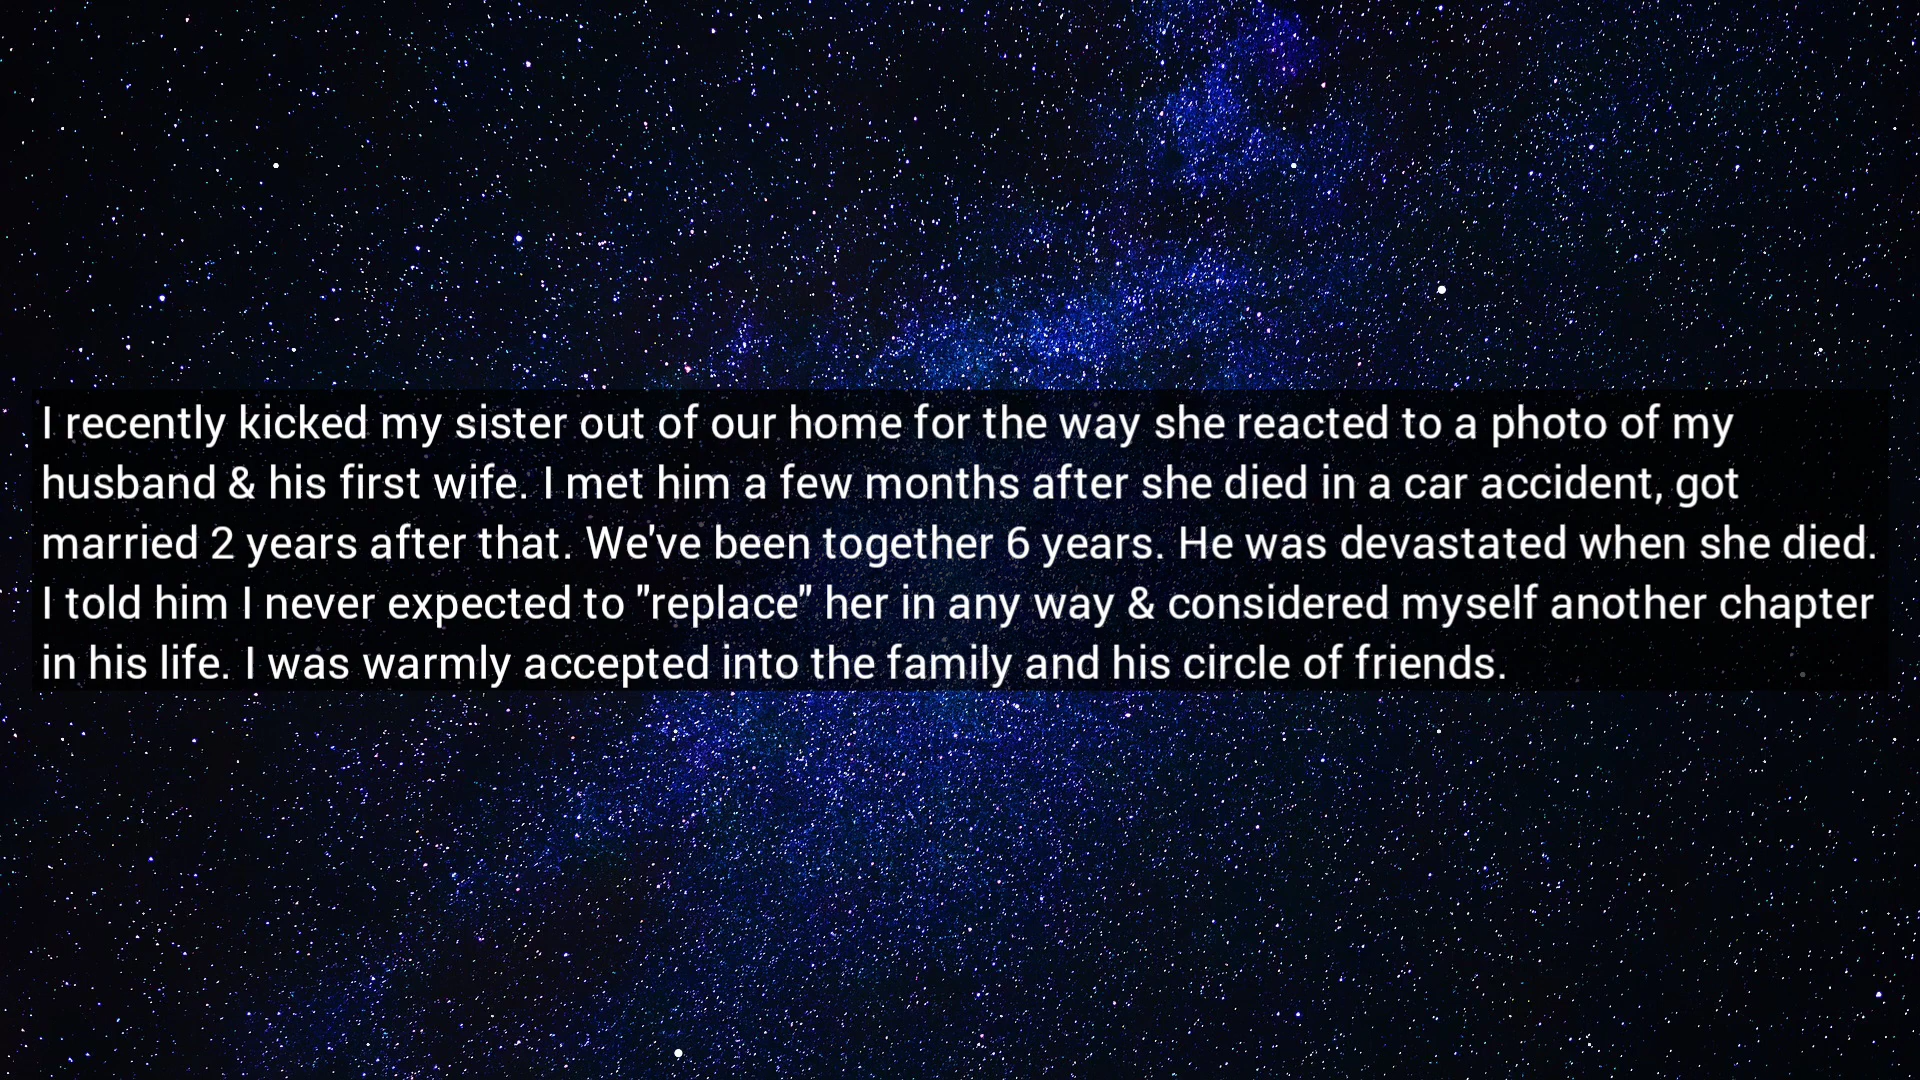 I recently kicked my sister out of our home for the way she reacted to a photo of my
husband & his first wife. I met him a few months after she died in a car accident, got
married 2 years after that. We've been together 6 years. He was devastated when she died.
I told him I never expected to "replace" her in any way & considered myself another chapter
in his life. I was warmly accepted into the family and his circle of friends.